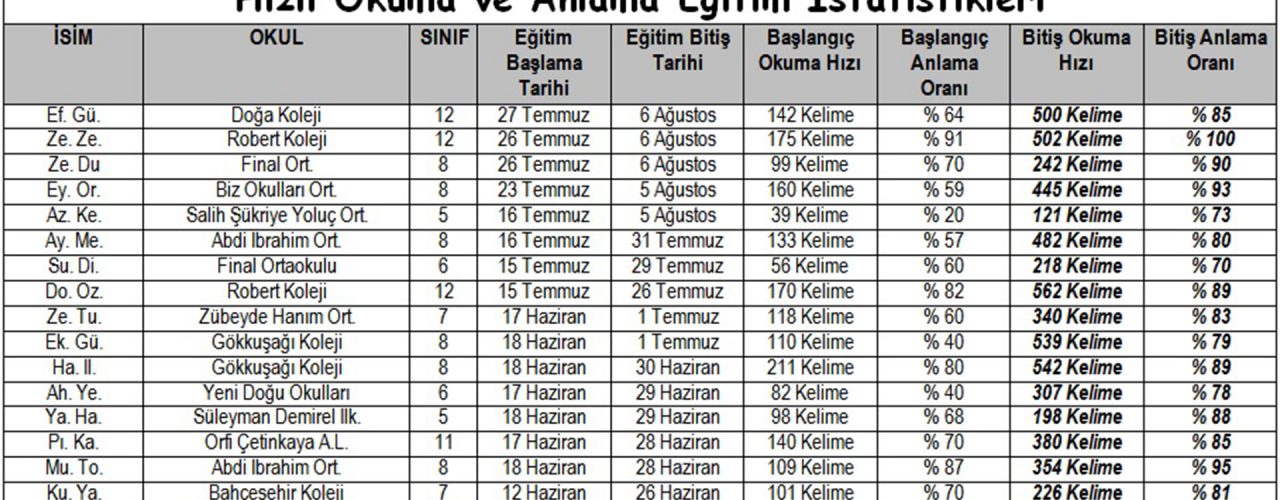 Hızlı Okuma ve Anlama Eğitim İstatistikleri
İSİM OKUL SINIF Eğitim Başlama Tarihi Eğitim Bitiş Tarihi Başlangıç Okuma Hızı Başlangıç Anlama Oranı Bitiş Okuma Hızı Bitiş Anlama Oranı
Ef. Gü. Doğa Koleji 12 27 Temmuz 6 Ağustos 142 Kelime % 64 500 Kelime % 85
Ze. Ze. Robert Koleji 12 26 Temmuz 6 Ağustos 175 Kelime % 91 502 Kelime % 100
Ze. Du Final Ort. 8 26 Temmuz 6 Ağustos 99 Kelime % 70 242 Kelime % 90
Ey. Or. Biz Okulları Ort. 8 23 Temmuz 5 Ağustos 160 Kelime % 59 445 Kelime % 93
Az. Ke. Salih Şükriye Yoluç Ort. 5 16 Temmuz 5 Ağustos 39 Kelime % 20 121 Kelime % 73
Ay. Me. Abdi Ibrahim Ort. 8 16 Temmuz 31 Temmuz 133 Kelime % 57 482 Kelime % 80
Su. Di. Final Ortaokulu 6 15 Temmuz 29 Temmuz 56 Kelime % 60 218 Kelime % 70
Do. Oz. Robert Koleji 12 15 Temmuz 26 Temmuz 170 Kelime % 82 562 Kelime % 89
Ze. Tu. Zübeyde Hanım Ort. 7 17 Haziran 1 Temmuz 118 Kelime % 60 340 Kelime % 83
Ek. Gü. Gökkuşağı Koleji 8 18 Haziran 1 Temmuz 110 Kelime % 40 539 Kelime % 79
Ha. Il. Gökkuşağı Koleji 8 18 Haziran 30 Haziran 211 Kelime % 80 542 Kelime % 89
Ah. Ye. Yeni Doğu Okulları 6 17 Haziran 29 Haziran 82 Kelime % 40 307 Kelime % 78
Ya. Ha. Süleyman Demirel Ilk. 5 18 Haziran 29 Haziran 98 Kelime % 68 198 Kelime % 88
Pı. Ka. Orfi Çetinkaya A.L. 11 17 Haziran 28 Haziran 140 Kelime % 70 380 Kelime % 85
Mu. To. Abdi Ibrahim Ort. 8 18 Haziran 28 Haziran 109 Kelime % 87 354 Kelime % 95
Ku. Ya. Bahçeşehir Koleji 7 12 Haziran 26 Haziran 101 Kelime % 70 226 Kelime % 81